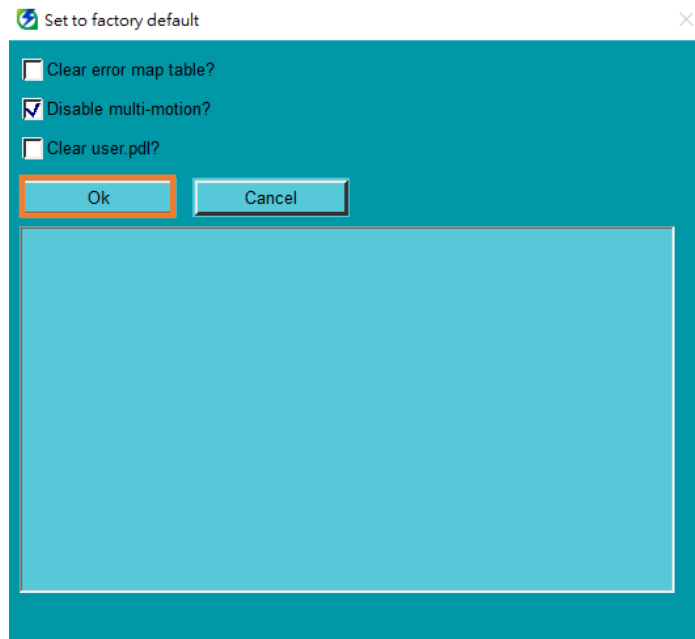 Set to factory default
Clear error map table?
Disable multi-motion?
Clear user.pdl?
Ok
Cancel